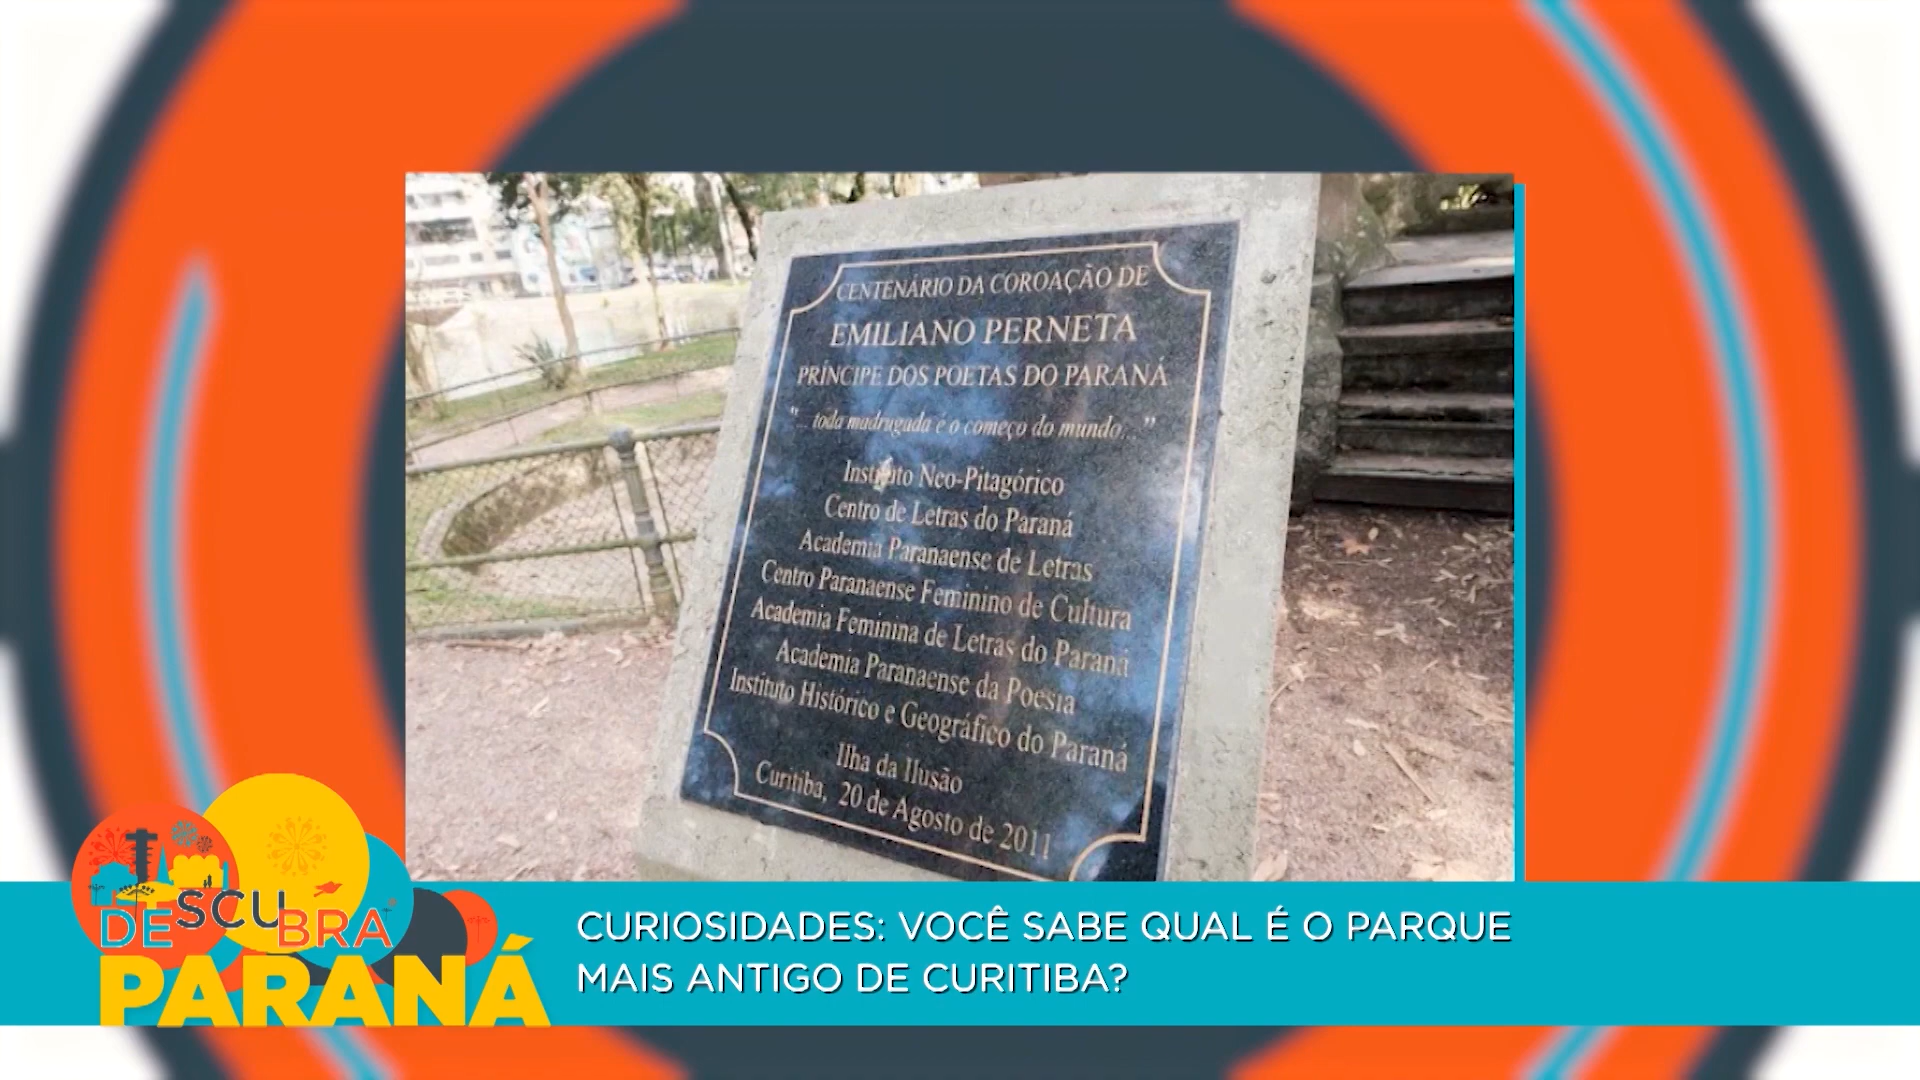 CENTENÁRIO DA COROAÇÃO DE
EMILIANO PERNETA
PRÍNCIPE DOS POETAS DO PARANÁ
"... toda madrugada é o começo do mundo..."
Instituto Neo-Pitagórico
Centro de Letras do Paraná
Academia Paranaense de Letras
Centro Paranaense Feminino de Cultura
Academia Feminina de Letras do Paraná
Academia Paranaense da Poesia
Instituto Histórico e Geográfico do Paraná
Ilha da Ilusão
Curitiba, 20 de Agosto de 2011
DESCUBRA
PARANÁ
CURIOSIDADES: VOCÊ SABE QUAL É O PARQUE
MAIS ANTIGO DE CURITIBA?